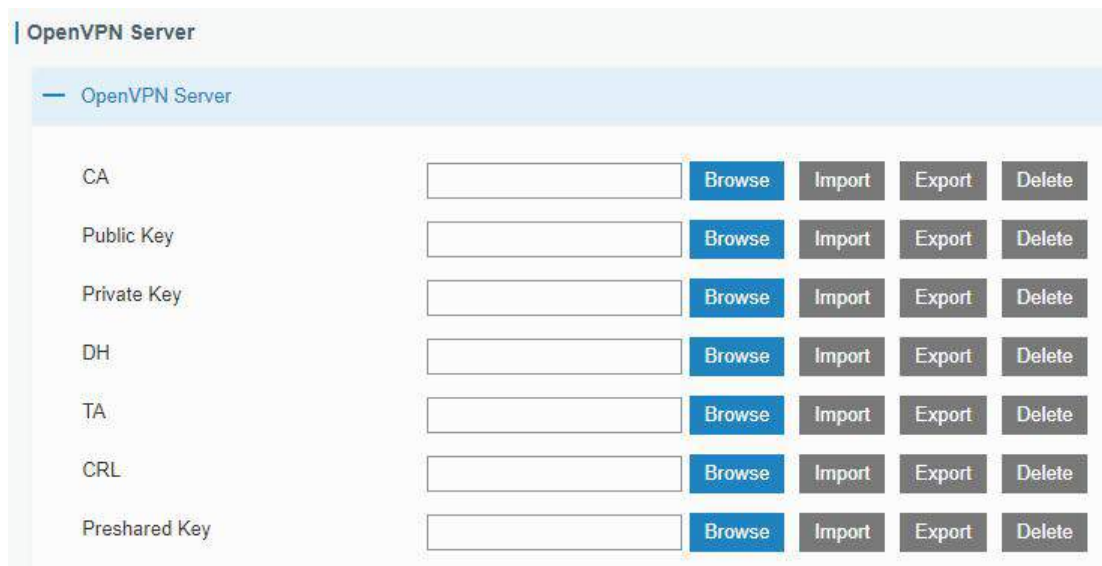 OpenVPN Server
OpenVPN Server
CA Browse Import Export Delete
Public Key Browse Import Export Delete
Private Key Browse Import Export Delete
DH Browse Import Export Delete
TA Browse Import Export Delete
CRL Browse Import Export Delete
Preshared Key Browse Import Export Delete